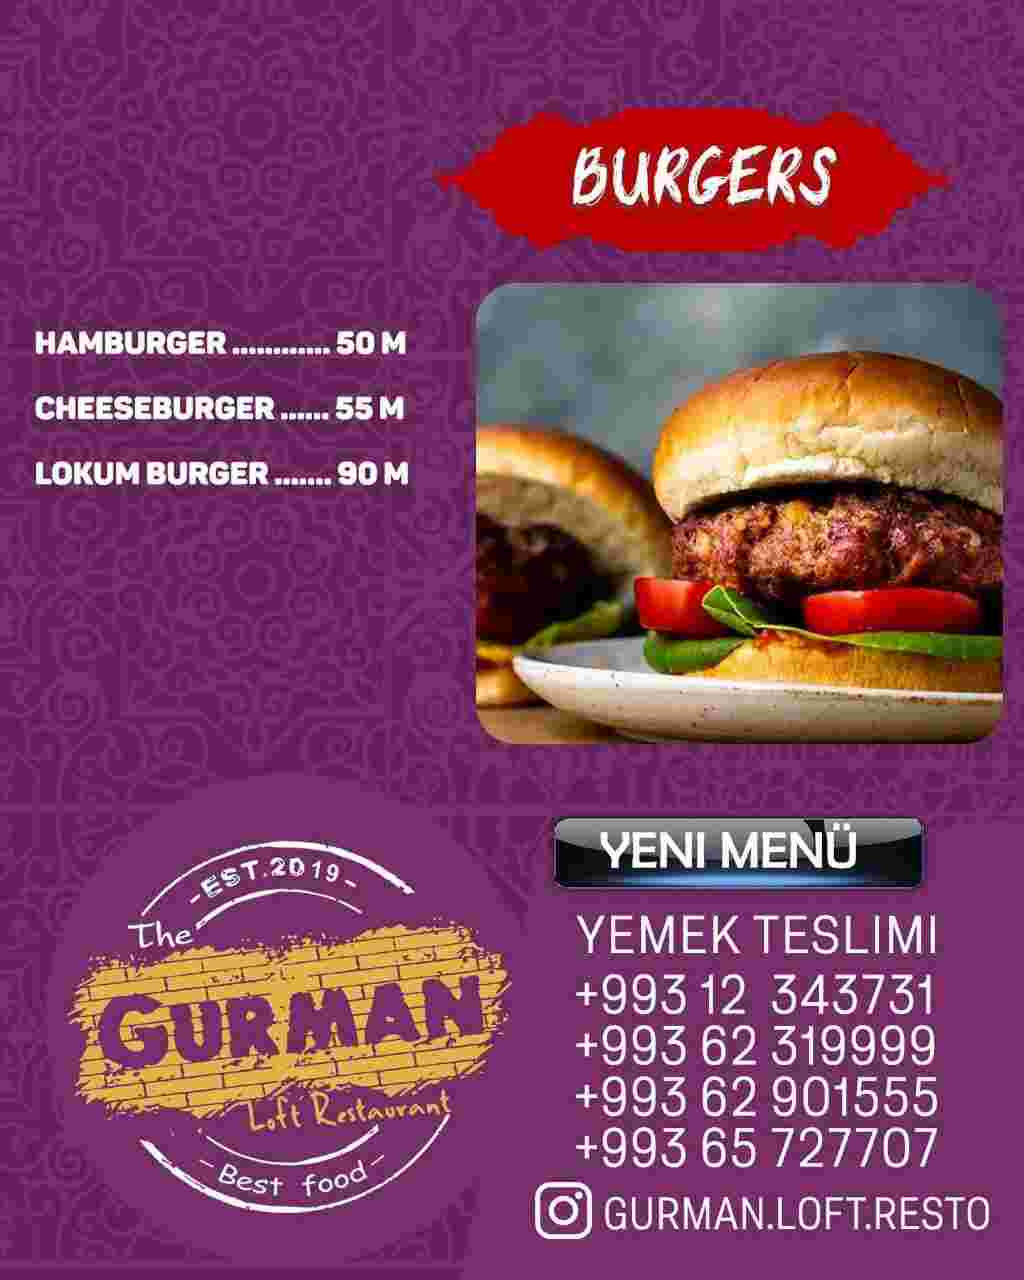 BURGERS
HAMBURGER ............ 50 M
CHEESEBURGER ...... 55 M
LOKUM BURGER ....... 90 M
-EST.2019-
The
GURMAN
Loft Restaurant
- Best food -
YENI MENÜ
YEMEK TESLIMI
+993 12 343731
+993 62 319999
+993 62 901555
+993 65 727707
GURMAN.LOFT.RESTO